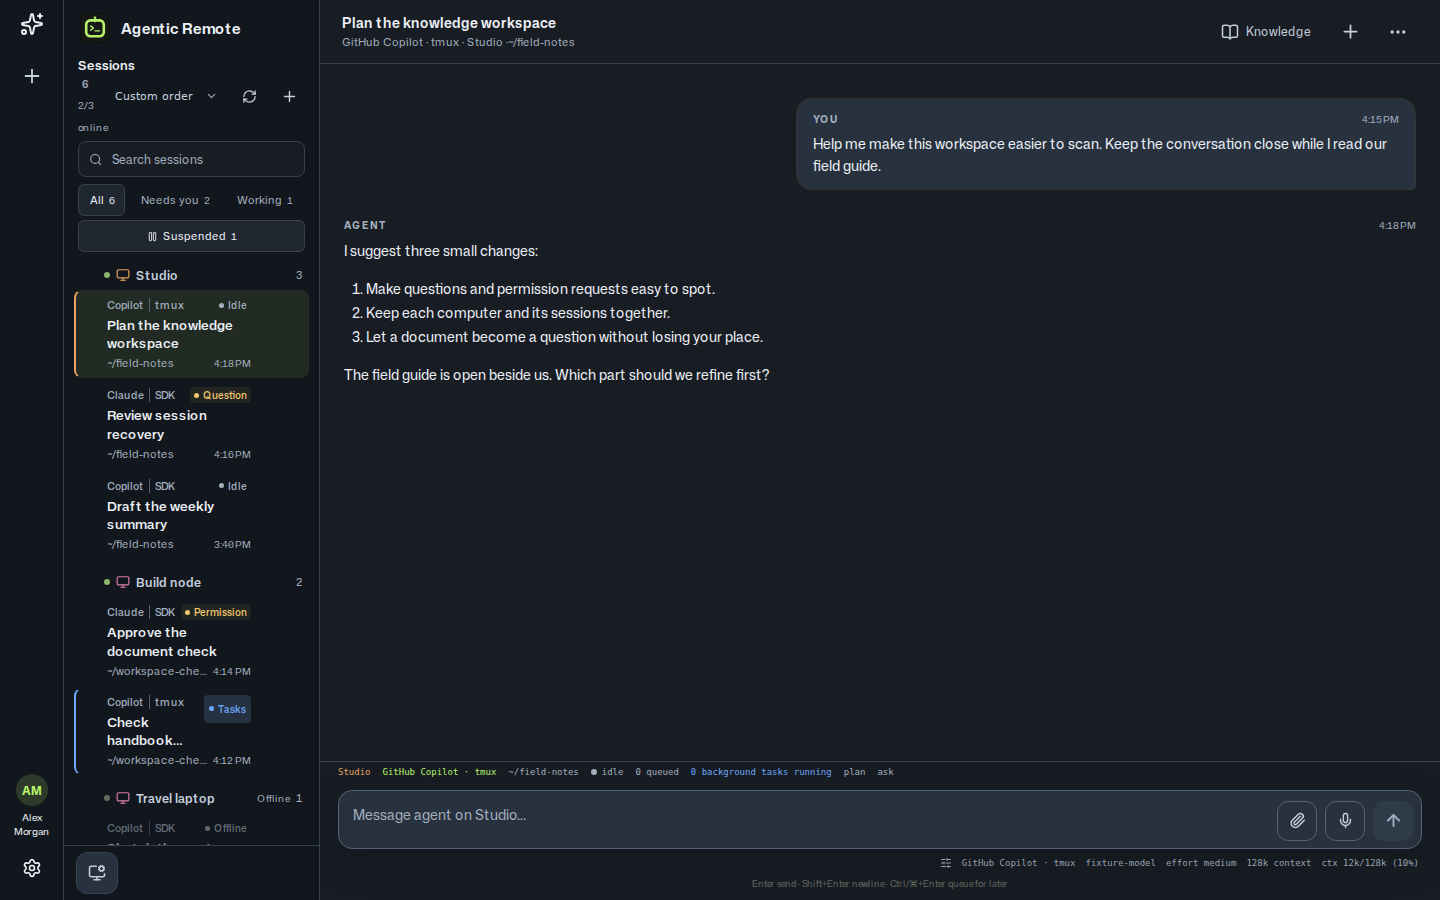 Agentic Remote
Sessions
6
2/3
online
Custom order
Search sessions
All 6
Needs you 2
Working 1
Suspended 1
Studio 3
Copilot | tmux Idle
Plan the knowledge
workspace
~/field-notes 4:18PM
Claude | SDK Question
Review session
recovery
~/field-notes 4:16PM
Copilot | SDK Idle
Draft the weekly
summary
~/field-notes 3:40PM
Build node 2
Claude | SDK Permission
Approve the
document check
~/workspace-che... 4:14PM
Copilot | tmux Tasks
Check
handbook...
~/workspace-che... 4:12PM
Travel laptop Offline 1
Copilot | SDK Offline
AM
Alex
Morgan
Plan the knowledge workspace
GitHub Copilot · tmux · Studio ·~/field-notes
Knowledge
YOU 4:15PM
Help me make this workspace easier to scan. Keep the conversation close while I read our
field guide.
AGENT 4:18PM
I suggest three small changes:
1. Make questions and permission requests easy to spot.
2. Keep each computer and its sessions together.
3. Let a document become a question without losing your place.
The field guide is open beside us. Which part should we refine first?
Studio GitHub Copilot · tmux ~/field-notes idle 0 queued 0 background tasks running plan ask
Message agent on Studio...
GitHub Copilot · tmux fixture-model effort medium 128k context ctx 12k/128k (10%)
Enter send · Shift+Enter newline · Ctrl/⌘+Enter queue for later